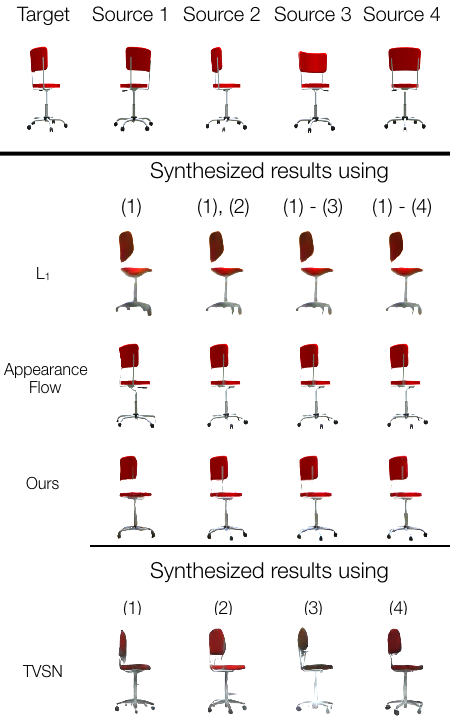 Target Source 1 Source 2 Source 3 Source 4
Synthesized results using
(1) (1), (2) (1) - (3) (1) - (4)
L₁
Appearance
Flow
Ours
Synthesized results using
(1) (2) (3) (4)
TVSN